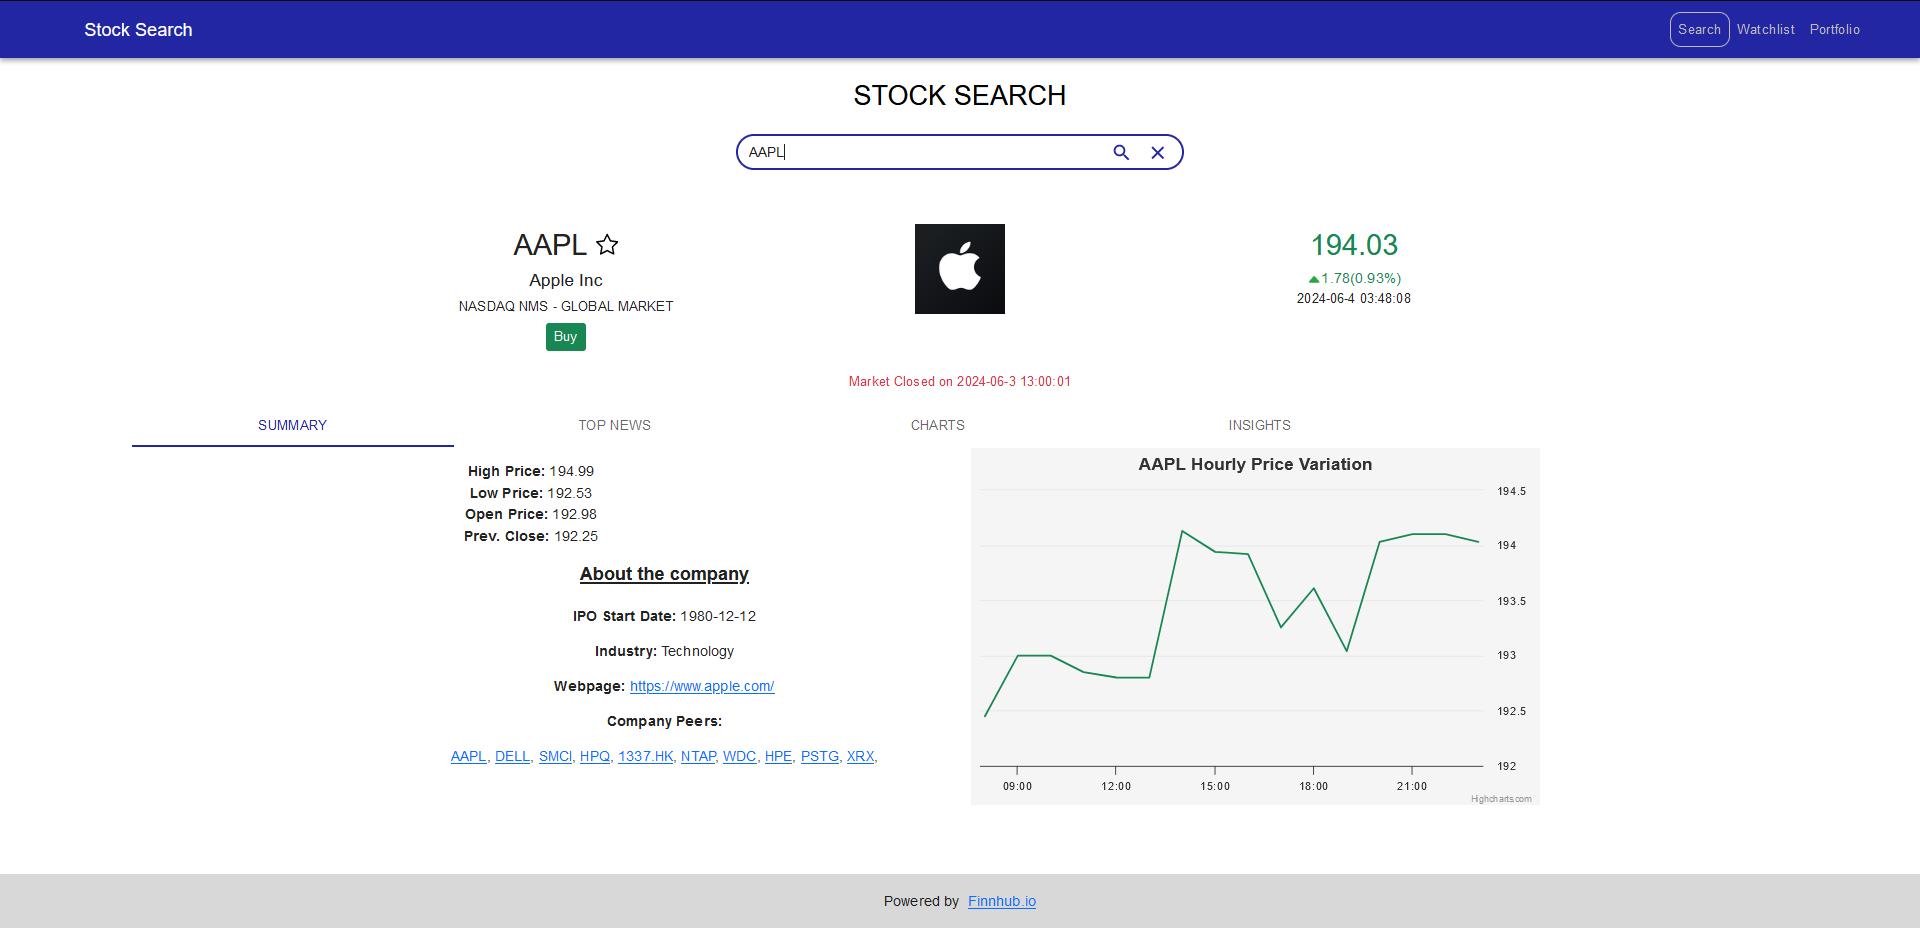 Stock Search
Search Watchlist Portfolio
STOCK SEARCH
AAPL
AAPL
Apple Inc
NASDAQ NMS - GLOBAL MARKET
Buy
194.03
1.78(0.93%)
2024-06-4 03:48:08
Market Closed on 2024-06-3 13:00:01
SUMMARY TOP NEWS CHARTS INSIGHTS
High Price: 194.99
Low Price: 192.53
Open Price: 192.98
Prev. Close: 192.25
About the company
IPO Start Date: 1980-12-12
Industry: Technology
Webpage: https://www.apple.com/
Company Peers:
AAPL, DELL, SMCI, HPQ, 1337.HK, NTAP, WDC, HPE, PSTG, XRX,
AAPL Hourly Price Variation
194.5
194
193.5
193
192.5
192
09:00 12:00 15:00 18:00 21:00
Highcharts.com
Powered by Finnhub.io